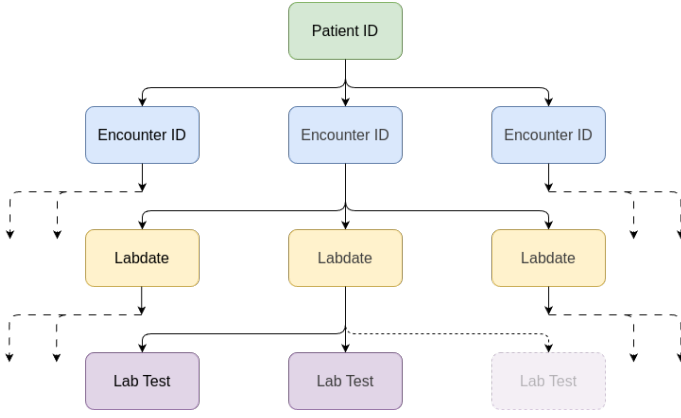 Patient ID
Encounter ID
Encounter ID
Encounter ID
Labdate
Labdate
Labdate
Lab Test
Lab Test
Lab Test